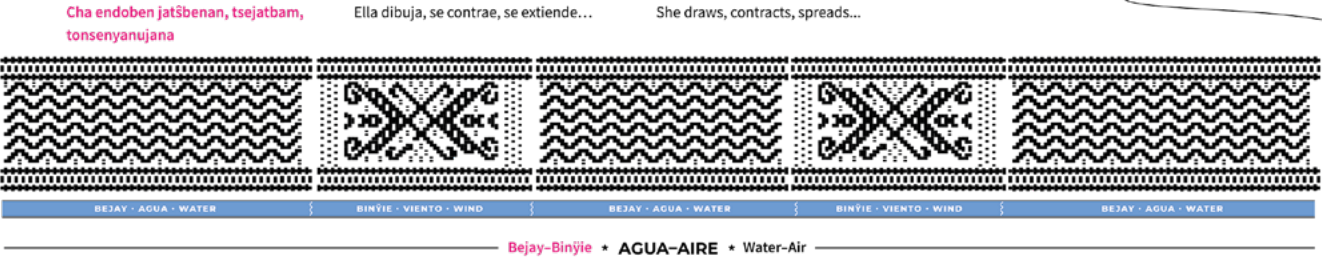 Cha endoben jatŝbenan, tsejatbam,
tonsenyanujana
Ella dibuja, se contrae, se extiende…
She draws, contracts, spreads...
BEJAY · AGUA · WATER
BINŸIE · VIENTO · WIND
BEJAY · AGUA · WATER
BINŸIE · VIENTO · WIND
BEJAY · AGUA · WATER
Bejay–Binÿie ★ AGUA–AIRE ★ Water–Air